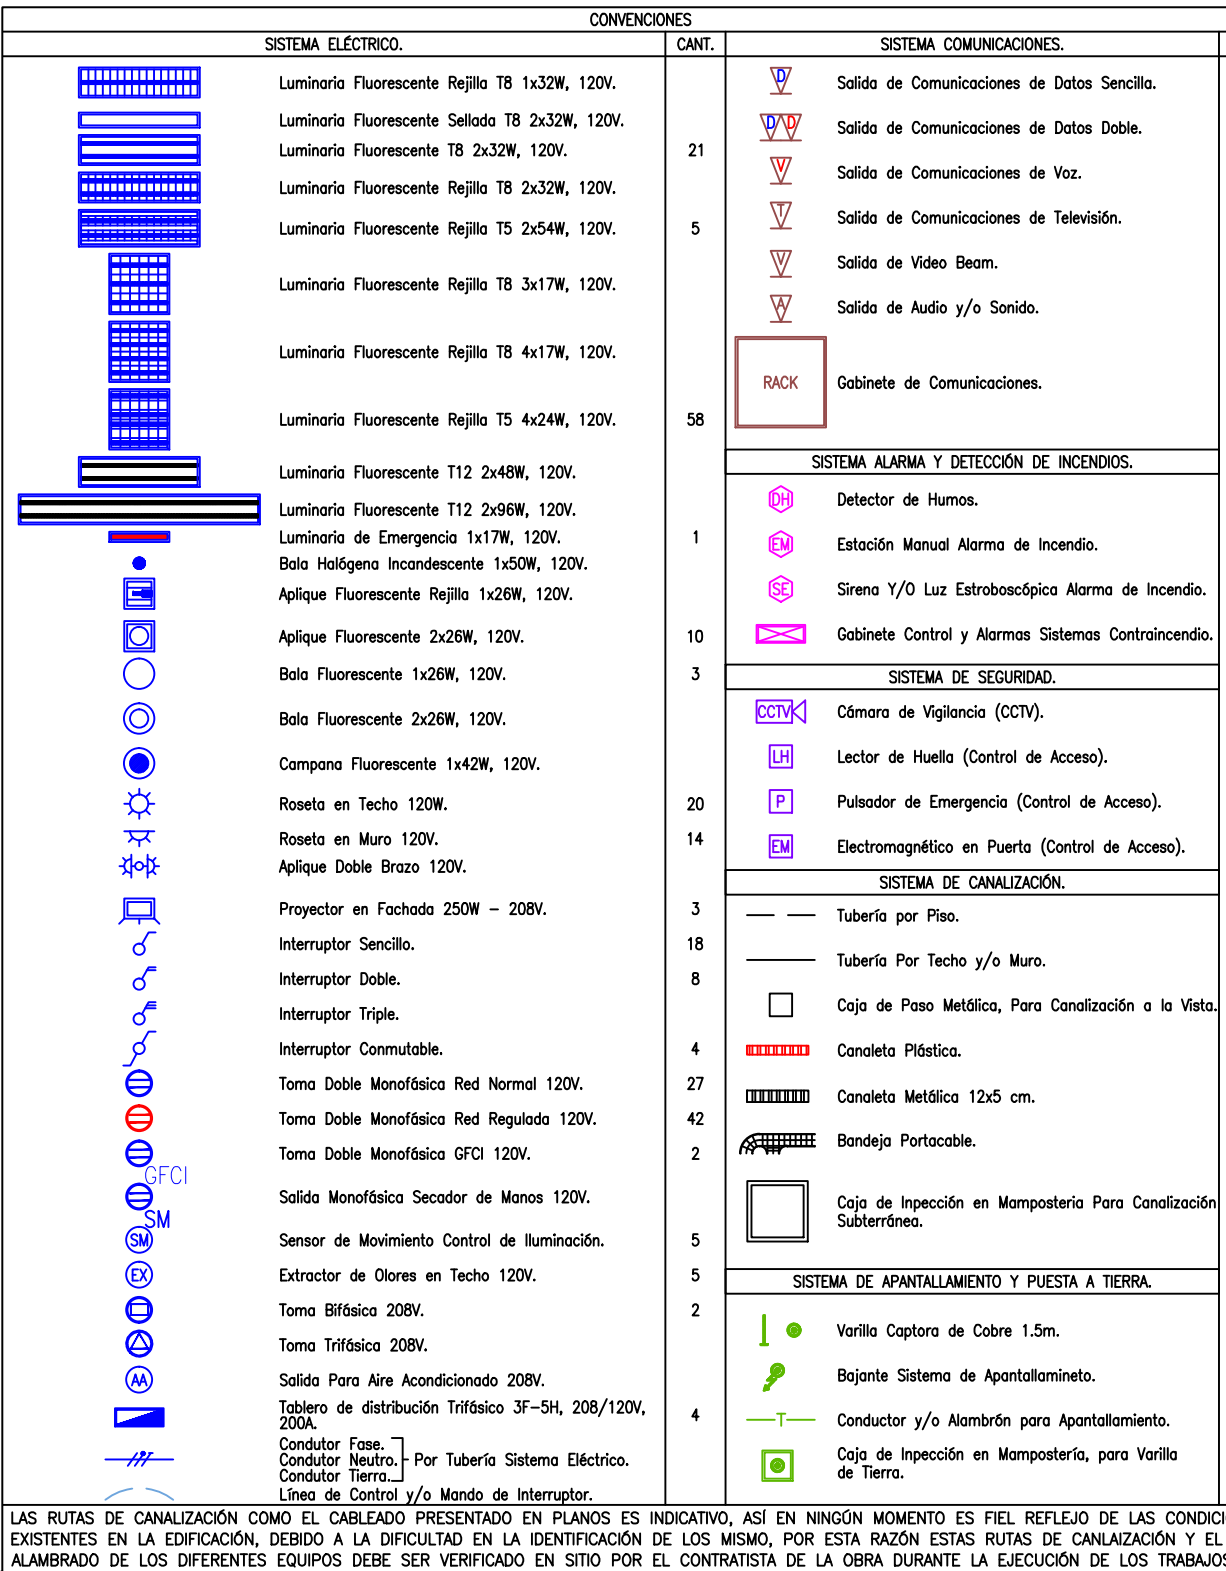 CONVENCIONES
SISTEMA ELÉCTRICO.
CANT.
Luminaria Fluorescente Rejilla T8 1x32W, 120V.
Luminaria Fluorescente Sellada T8 2x32W, 120V.
Luminaria Fluorescente T8 2x32W, 120V. 21
Luminaria Fluorescente Rejilla T8 2x32W, 120V.
Luminaria Fluorescente Rejilla T5 2x54W, 120V. 5
Luminaria Fluorescente Rejilla T8 3x17W, 120V.
Luminaria Fluorescente Rejilla T8 4x17W, 120V.
Luminaria Fluorescente Rejilla T5 4x24W, 120V. 58
Luminaria Fluorescente T12 2x48W, 120V.
Luminaria Fluorescente T12 2x96W, 120V.
Luminaria de Emergencia 1x17W, 120V. 1
Bala Halógena Incandescente 1x50W, 120V.
Aplique Fluorescente Rejilla 1x26W, 120V.
Aplique Fluorescente 2x26W, 120V. 10
Bala Fluorescente 1x26W, 120V. 3
Bala Fluorescente 2x26W, 120V.
Campana Fluorescente 1x42W, 120V.
Roseta en Techo 120W. 20
Roseta en Muro 120V. 14
Aplique Doble Brazo 120V.
Proyector en Fachada 250W – 208V. 3
Interruptor Sencillo. 18
Interruptor Doble. 8
Interruptor Triple.
Interruptor Conmutable. 4
Toma Doble Monofásica Red Normal 120V. 27
Toma Doble Monofásica Red Regulada 120V. 42
Toma Doble Monofásica GFCI 120V. 2
GFCI
Salida Monofásica Secador de Manos 120V.
SM
SM Sensor de Movimiento Control de Iluminación. 5
EX Extractor de Olores en Techo 120V. 5
Toma Bifásica 208V. 2
Toma Trifásica 208V.
AA Salida Para Aire Acondicionado 208V.
Tablero de distribución Trifásico 3F–5H, 208/120V,
200A. 4
Condutor Fase.
Condutor Neutro. Por Tubería Sistema Eléctrico.
Condutor Tierra.
Línea de Control y/o Mando de Interruptor.
SISTEMA COMUNICACIONES.
D Salida de Comunicaciones de Datos Sencilla.
D D Salida de Comunicaciones de Datos Doble.
V Salida de Comunicaciones de Voz.
T Salida de Comunicaciones de Televisión.
V Salida de Video Beam.
A Salida de Audio y/o Sonido.
RACK Gabinete de Comunicaciones.
SISTEMA ALARMA Y DETECCIÓN DE INCENDIOS.
DH Detector de Humos.
EM Estación Manual Alarma de Incendio.
SE Sirena Y/O Luz Estroboscópica Alarma de Incendio.
Gabinete Control y Alarmas Sistemas Contraincendio.
SISTEMA DE SEGURIDAD.
CCTV Cámara de Vigilancia (CCTV).
LH Lector de Huella (Control de Acceso).
P Pulsador de Emergencia (Control de Acceso).
EM Electromagnético en Puerta (Control de Acceso).
SISTEMA DE CANALIZACIÓN.
Tubería por Piso.
Tubería Por Techo y/o Muro.
Caja de Paso Metálica, Para Canalización a la Vista.
Canaleta Plástica.
Canaleta Metálica 12x5 cm.
Bandeja Portacable.
Caja de Inpección en Mamposteria Para Canalización
Subterránea.
SISTEMA DE APANTALLAMIENTO Y PUESTA A TIERRA.
Varilla Captora de Cobre 1.5m.
Bajante Sistema de Apantallamineto.
T Conductor y/o Alambrón para Apantallamiento.
Caja de Inpección en Mampostería, para Varilla
de Tierra.
LAS RUTAS DE CANALIZACIÓN COMO EL CABLEADO PRESENTADO EN PLANOS ES INDICATIVO, ASÍ EN NINGÚN MOMENTO ES FIEL REFLEJO DE LAS CONDICI
EXISTENTES EN LA EDIFICACIÓN, DEBIDO A LA DIFICULTAD EN LA IDENTIFICACIÓN DE LOS MISMO, POR ESTA RAZÓN ESTAS RUTAS DE CANLAIZACIÓN Y EL
ALAMBRADO DE LOS DIFERENTES EQUIPOS DEBE SER VERIFICADO EN SITIO POR EL CONTRATISTA DE LA OBRA DURANTE LA EJECUCIÓN DE LOS TRABAJOS